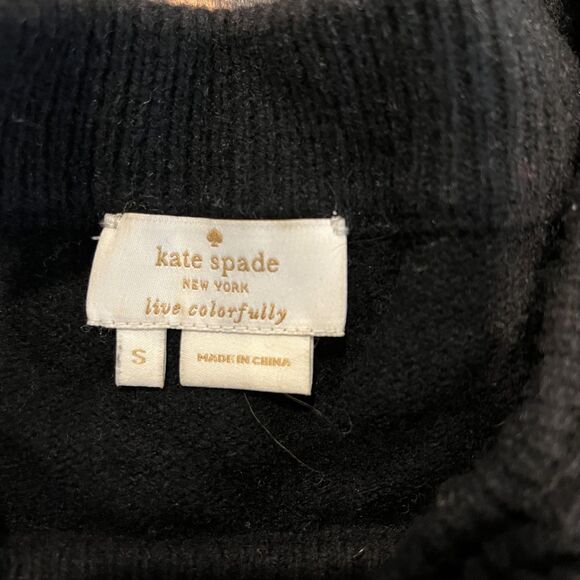 kate spade
NEW YORK
live colorfully
S
MADE IN CHINA